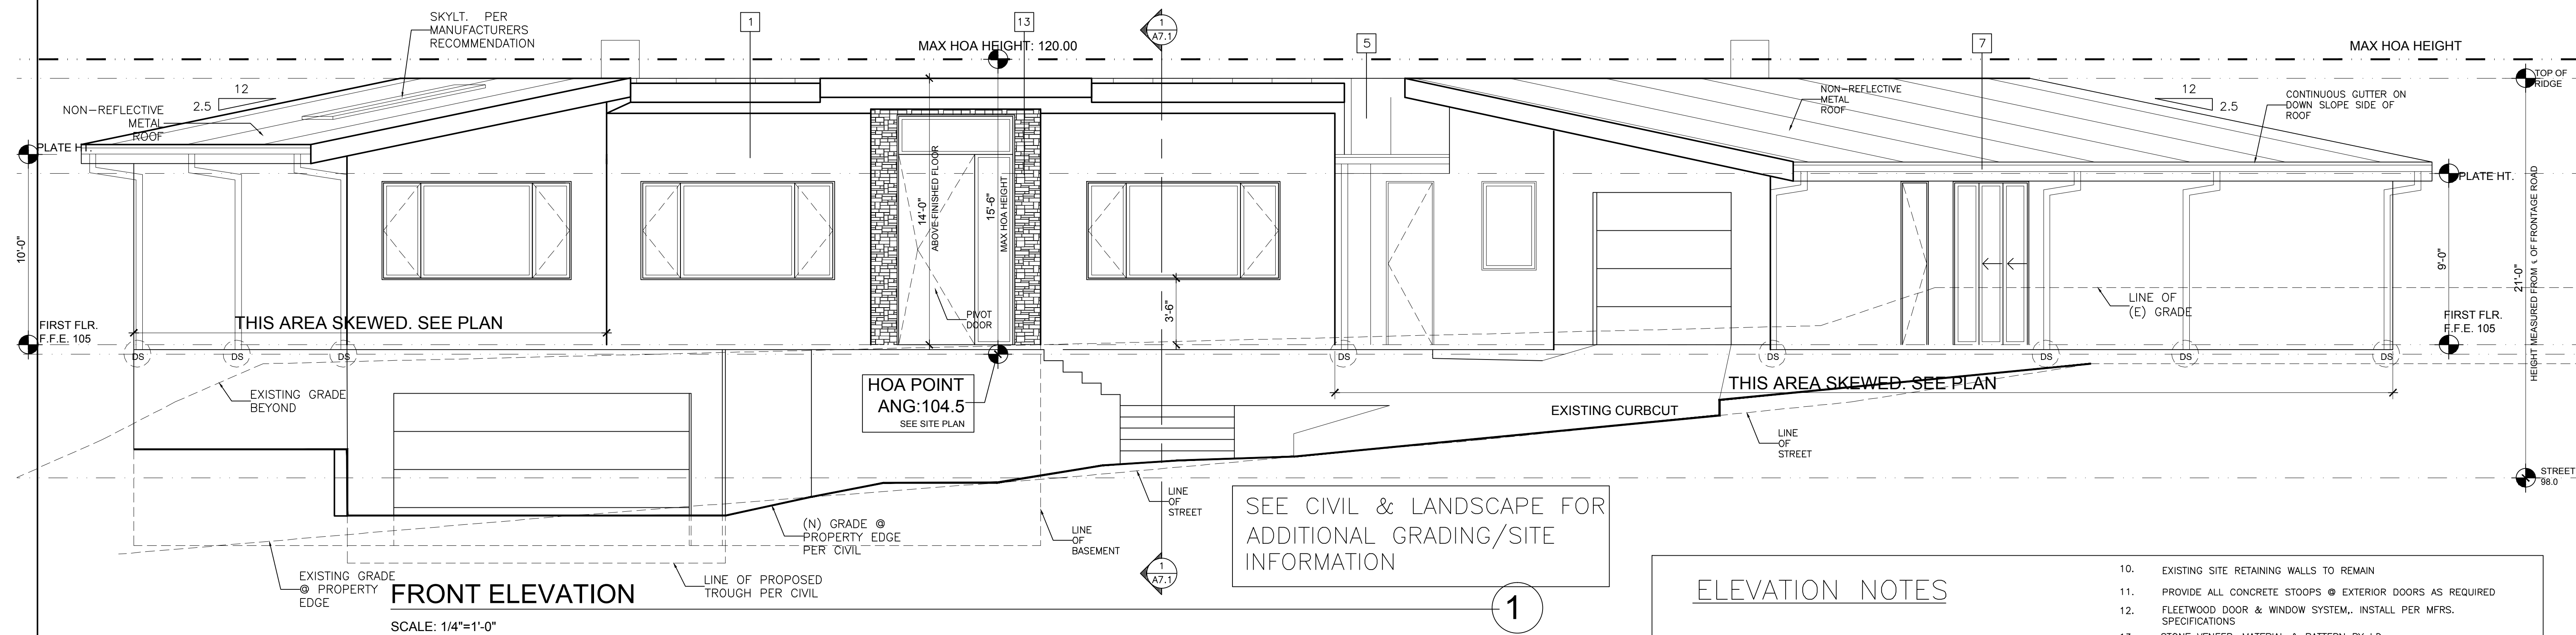 SKYLT. PER
MANUFACTURERS
RECOMMENDATION
1
13
1
A7.1
5
7
MAX HOA HEIGHT: 120.00
MAX HOA HEIGHT
TOP OF
RIDGE
12
2.5
NON-REFLECTIVE
METAL
ROOF
NON-REFLECTIVE
METAL
ROOF
12
2.5
CONTINUOUS GUTTER ON
DOWN SLOPE SIDE OF
ROOF
PLATE HT.
PLATE HT.
10'-0"
14'-0"
ABOVE FINISHED FLOOR
15'-6"
MAX HOA HEIGHT
3'-6"
9'-0"
21'-0"
HEIGHT MEASURED FROM ℄ OF FRONTAGE ROAD
PIVOT
DOOR
LINE OF
(E) GRADE
FIRST FLR.
F.F.E. 105
THIS AREA SKEWED. SEE PLAN
FIRST FLR.
F.F.E. 105
DS
DS
DS
DS
DS
DS
DS
DS
EXISTING GRADE
BEYOND
HOA POINT
ANG:104.5
SEE SITE PLAN
THIS AREA SKEWED. SEE PLAN
EXISTING CURBCUT
LINE
OF
STREET
STREET
98.0
LINE
OF
STREET
(N) GRADE @
PROPERTY EDGE
PER CIVIL
LINE
OF
BASEMENT
SEE CIVIL & LANDSCAPE FOR
ADDITIONAL GRADING/SITE
INFORMATION
1
A7.1
EXISTING GRADE
@ PROPERTY
EDGE
LINE OF PROPOSED
TROUGH PER CIVIL
FRONT ELEVATION
1
SCALE: 1/4"=1'-0"
ELEVATION NOTES
10. EXISTING SITE RETAINING WALLS TO REMAIN
11. PROVIDE ALL CONCRETE STOOPS @ EXTERIOR DOORS AS REQUIRED
12. FLEETWOOD DOOR & WINDOW SYSTEM,. INSTALL PER MFRS.
SPECIFICATIONS